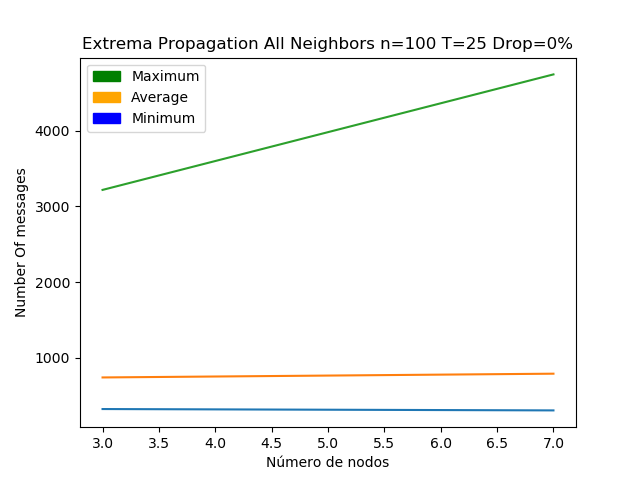 Extrema Propagation All Neighbors n=100 T=25 Drop=0%
Maximum
Average
Minimum
Number Of messages
4000
3000
2000
1000
3.0 3.5 4.0 4.5 5.0 5.5 6.0 6.5 7.0
Número de nodos